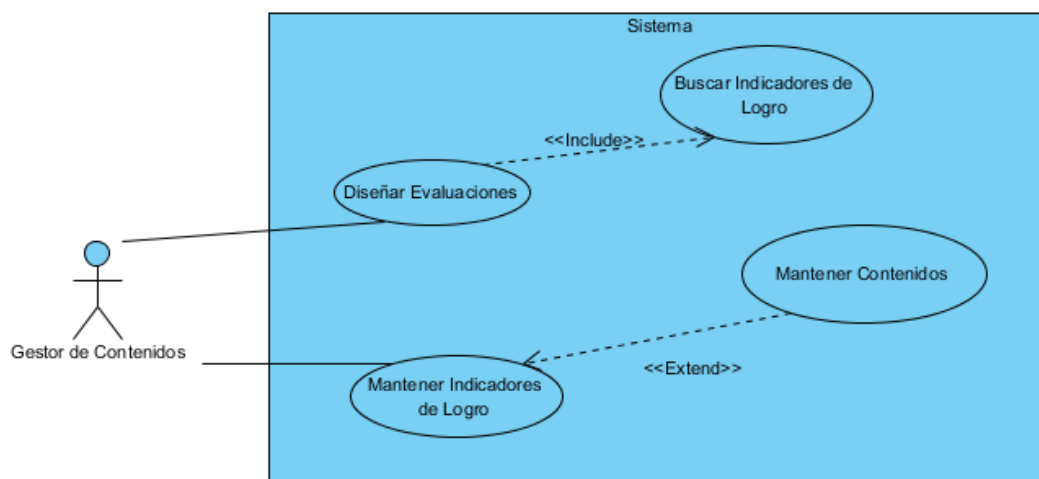 Sistema
Buscar Indicadores de
Logro
<<Include>>
Diseñar Evaluaciones
Mantener Contenidos
Gestor de Contenidos
<<Extend>>
Mantener Indicadores
de Logro